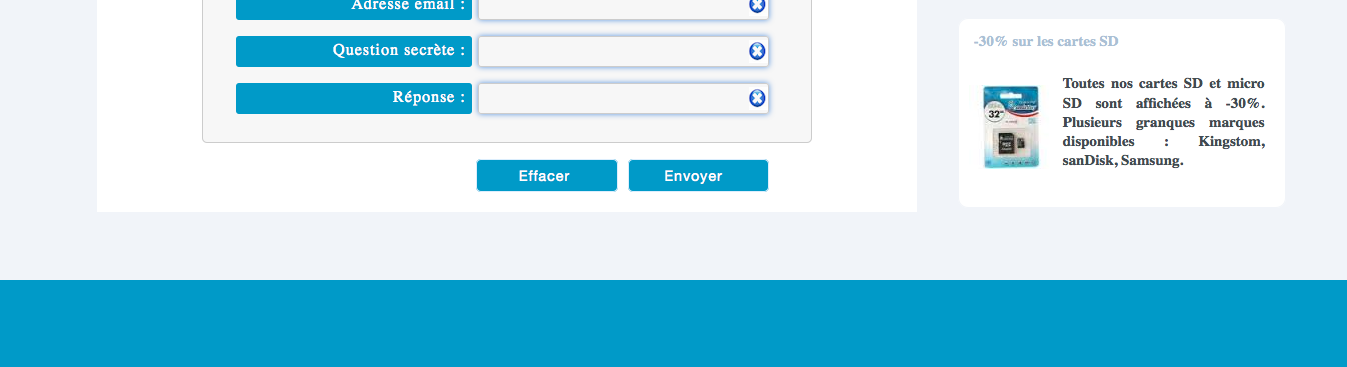 Adresse email :
Question secrète :
Réponse :
Effacer
Envoyer
-30% sur les cartes SD
32
Toutes nos cartes SD et micro
SD sont affichées à -30%.
Plusieurs granques marques
disponibles : Kingstom,
sanDisk, Samsung.